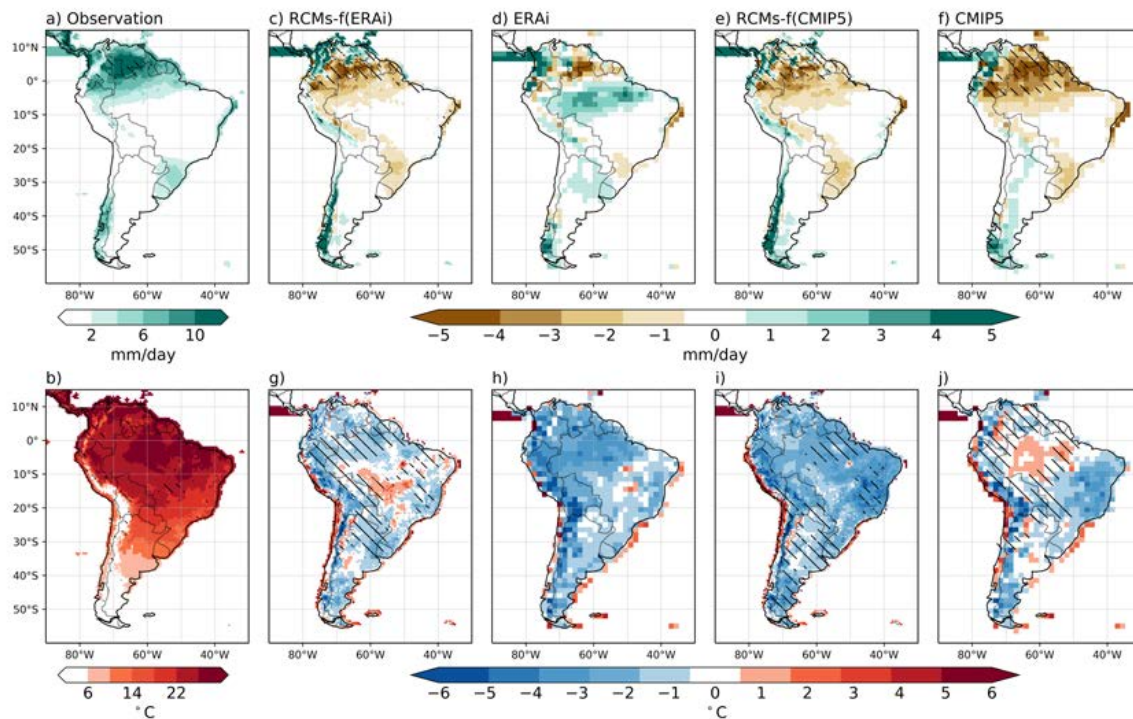 a) Observation c) RCMs-f(ERAi) d) ERAi e) RCMs-f(CMIP5) f) CMIP5
10°N
0°
10°S
20°S
30°S
40°S
50°S
80°W 60°W 40°W 80°W 60°W 40°W 80°W 60°W 40°W 80°W 60°W 40°W 80°W 60°W 40°W
2 6 10 −5 −4 −3 −2 −1 0 1 2 3 4 5
mm/day mm/day
b) g) h) i) j)
10°N
0°
10°S
20°S
30°S
40°S
50°S
80°W 60°W 40°W 80°W 60°W 40°W 80°W 60°W 40°W 80°W 60°W 40°W 80°W 60°W 40°W
6 14 22 −6 −5 −4 −3 −2 −1 0 1 2 3 4 5 6
°C °C